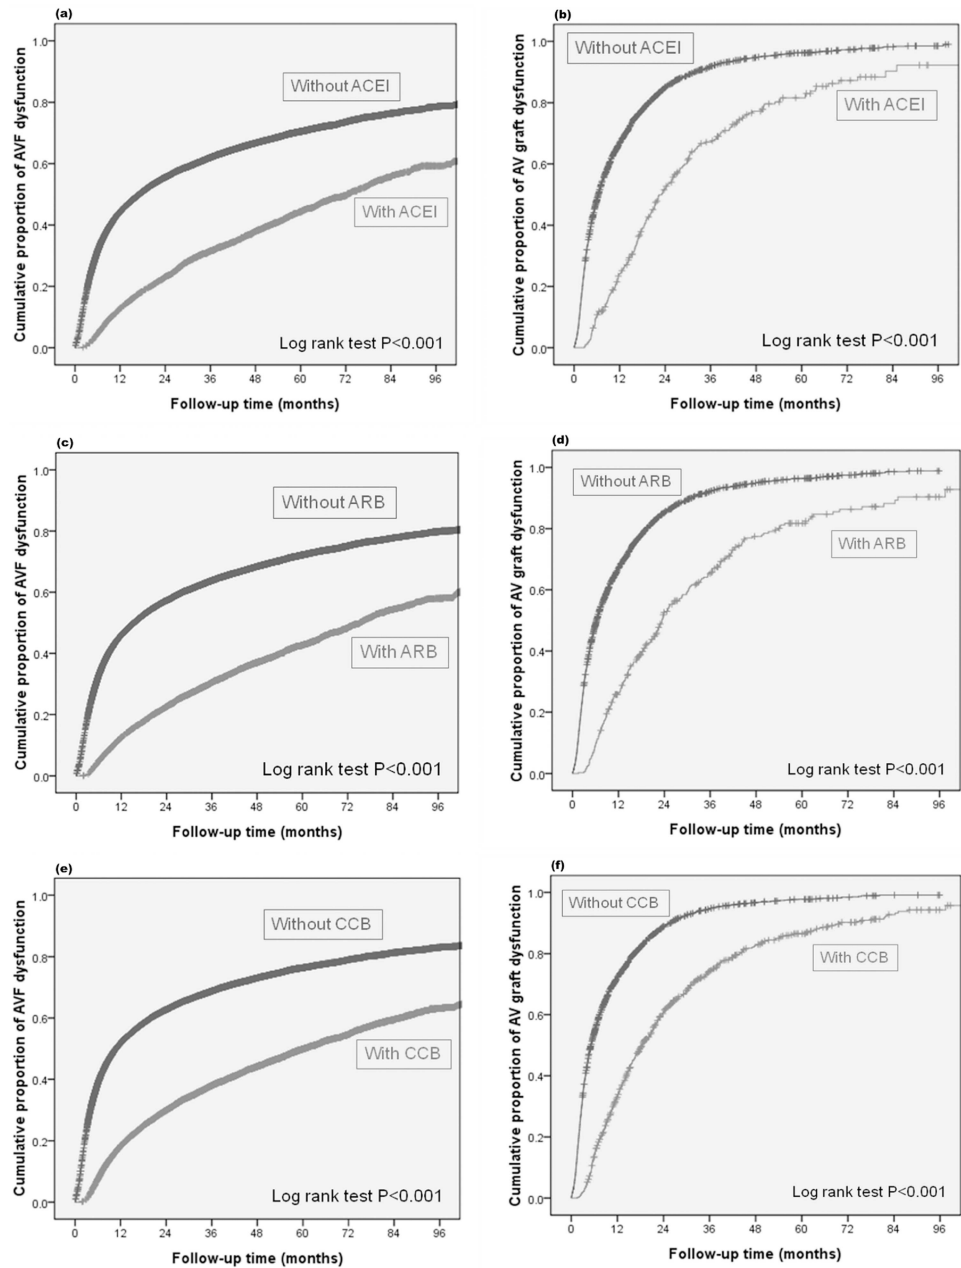 (a)
Cumulative proportion of AVF dysfunction
1.0
0.8
0.6
0.4
0.2
0.0
Without ACEI
With ACEI
Log rank test P<0.001
0 12 24 36 48 60 72 84 96
Follow-up time (months)
(b)
Cumulative proportion of AV graft dysfunction
1.0
0.8
0.6
0.4
0.2
0.0
Without ACEI
With ACEI
Log rank test P<0.001
0 12 24 36 48 60 72 84 96
Follow-up time (months)
(c)
Cumulative proportion of AVF dysfunction
1.0
0.8
0.6
0.4
0.2
0.0
Without ARB
With ARB
Log rank test P<0.001
0 12 24 36 48 60 72 84 96
Follow-up time (months)
(d)
Cumulative proportion of AV graft dysfunction
1.0
0.8
0.6
0.4
0.2
0.0
Without ARB
With ARB
Log rank test P<0.001
0 12 24 36 48 60 72 84 96
Follow-up time (months)
(e)
Cumulative proportion of AVF dysfunction
1.0
0.8
0.6
0.4
0.2
0.0
Without CCB
With CCB
Log rank test P<0.001
0 12 24 36 48 60 72 84 96
Follow-up time (months)
(f)
Cumulative proportion of AV graft dysfunction
1.0
0.8
0.6
0.4
0.2
0.0
Without CCB
With CCB
Log rank test P<0.001
0 12 24 36 48 60 72 84 96
Follow-up time (months)